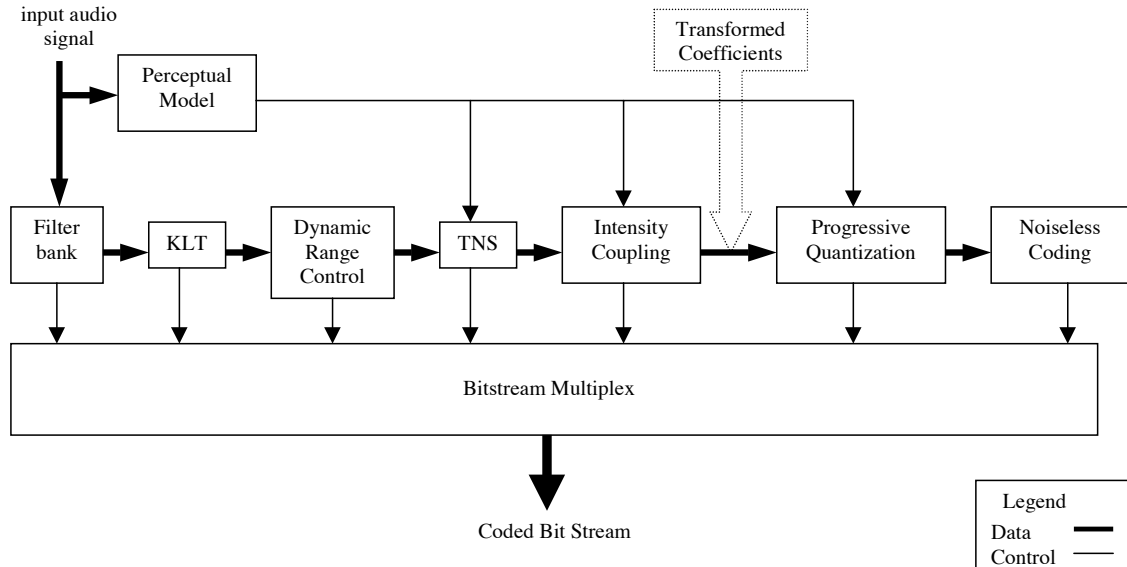 input audio
signal
Transformed
Coefficients
Perceptual
Model
Filter
bank
KLT
Dynamic
Range
Control
TNS
Intensity
Coupling
Progressive
Quantization
Noiseless
Coding
Bitstream Multiplex
Coded Bit Stream
Legend
Data
Control